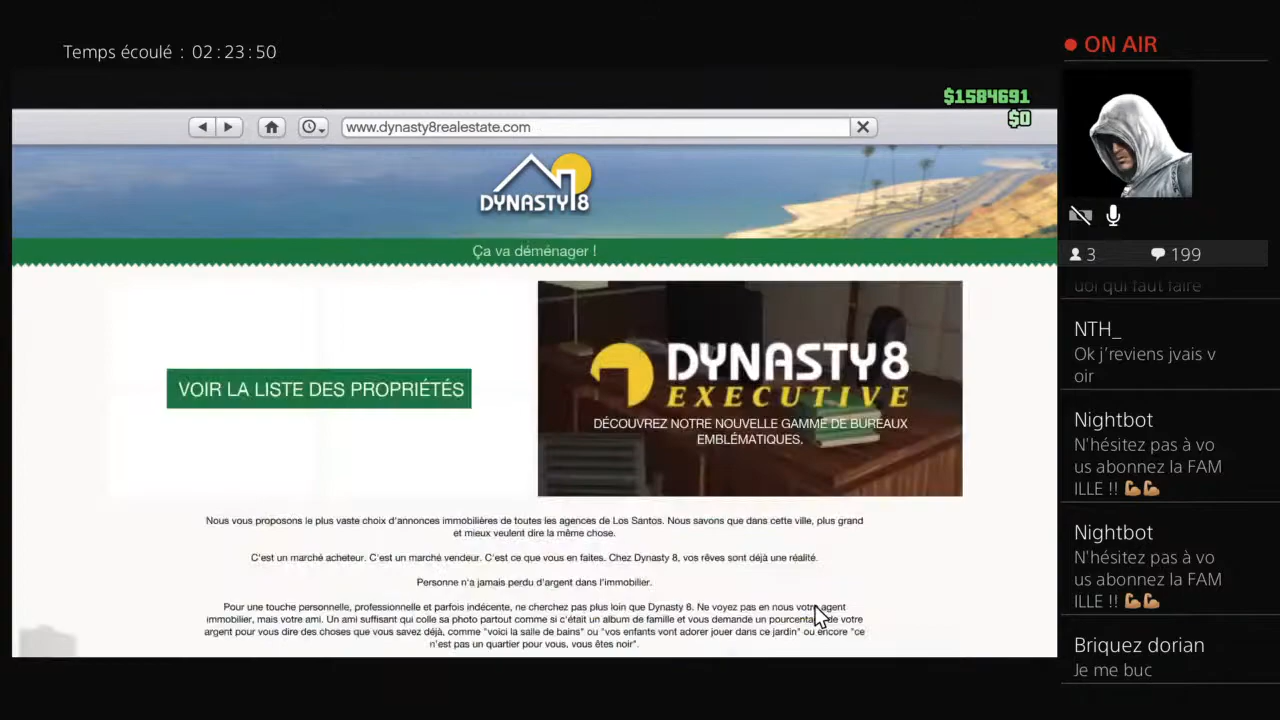 Temps écoulé : 02:23:50
ON AIR
$1584691
$0
www.dynasty8realestate.com
DYNASTY8
Ça va déménager !
VOIR LA LISTE DES PROPRIÉTÉS
DYNASTY8
EXECUTIVE
DÉCOUVREZ NOTRE NOUVELLE GAMME DE BUREAUX
EMBLÉMATIQUES.
Nous vous proposons le plus vaste choix d'annonces immobilières de toutes les agences de Los Santos. Nous savons que dans cette ville, plus grand
et mieux veulent dire la même chose.
C'est un marché acheteur. C'est un marché vendeur. C'est ce que vous en faites. Chez Dynasty 8, vos rêves sont déjà une réalité.
Personne n'a jamais perdu d'argent dans l'immobilier.
Pour une touche personnelle, professionnelle et parfois indécente, ne cherchez pas plus loin que Dynasty 8. Ne voyez pas en nous votre agent
immobilier, mais votre ami. Un ami suffisant qui colle sa photo partout comme si c'était un album de famille et vous demande un pourcentage de votre
argent pour vous dire des choses que vous savez déjà, comme "voici la salle de bains" ou "vos enfants vont adorer jouer dans ce jardin" ou encore "ce
n'est pas un quartier pour vous, vous êtes noir".
3
199
uoi qui faut faire
NTH_
Ok j'reviens jvais v
oir
Nightbot
N'hésitez pas à vo
us abonnez la FAM
ILLE !! 💪🏽💪🏽
Nightbot
N'hésitez pas à vo
us abonnez la FAM
ILLE !! 💪🏽💪🏽
Briquez dorian
Je me buc